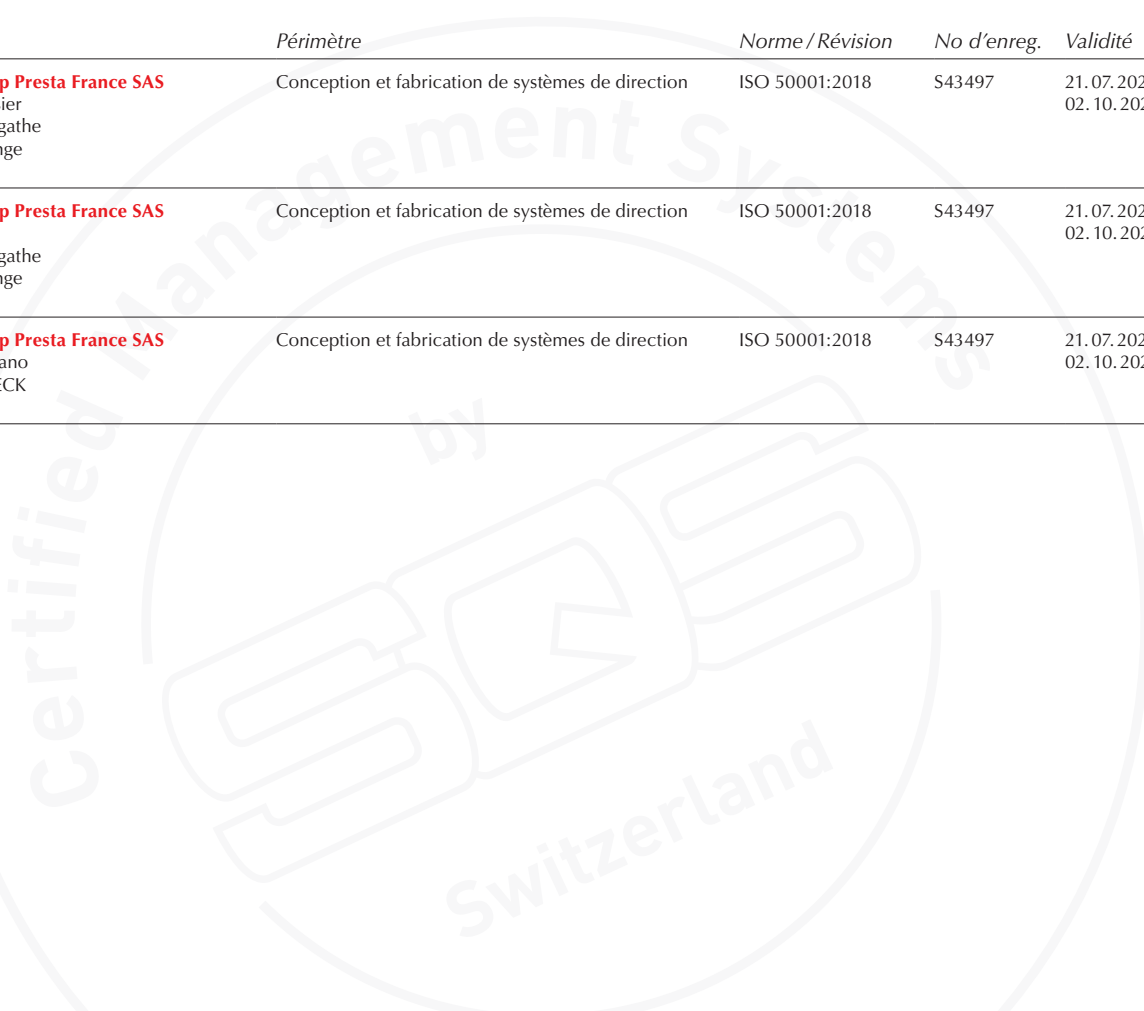 Périmètre Norme / Révision No d'enreg. Validité
p Presta France SAS Conception et fabrication de systèmes de direction ISO 50001:2018 S43497 21.07.202
sier 02.10.202
gathe
nge
p Presta France SAS Conception et fabrication de systèmes de direction ISO 50001:2018 S43497 21.07.202
02.10.202
gathe
nge
p Presta France SAS Conception et fabrication de systèmes de direction ISO 50001:2018 S43497 21.07.202
ano 02.10.202
ECK
Certified Management Systems
by
SQS
Switzerland